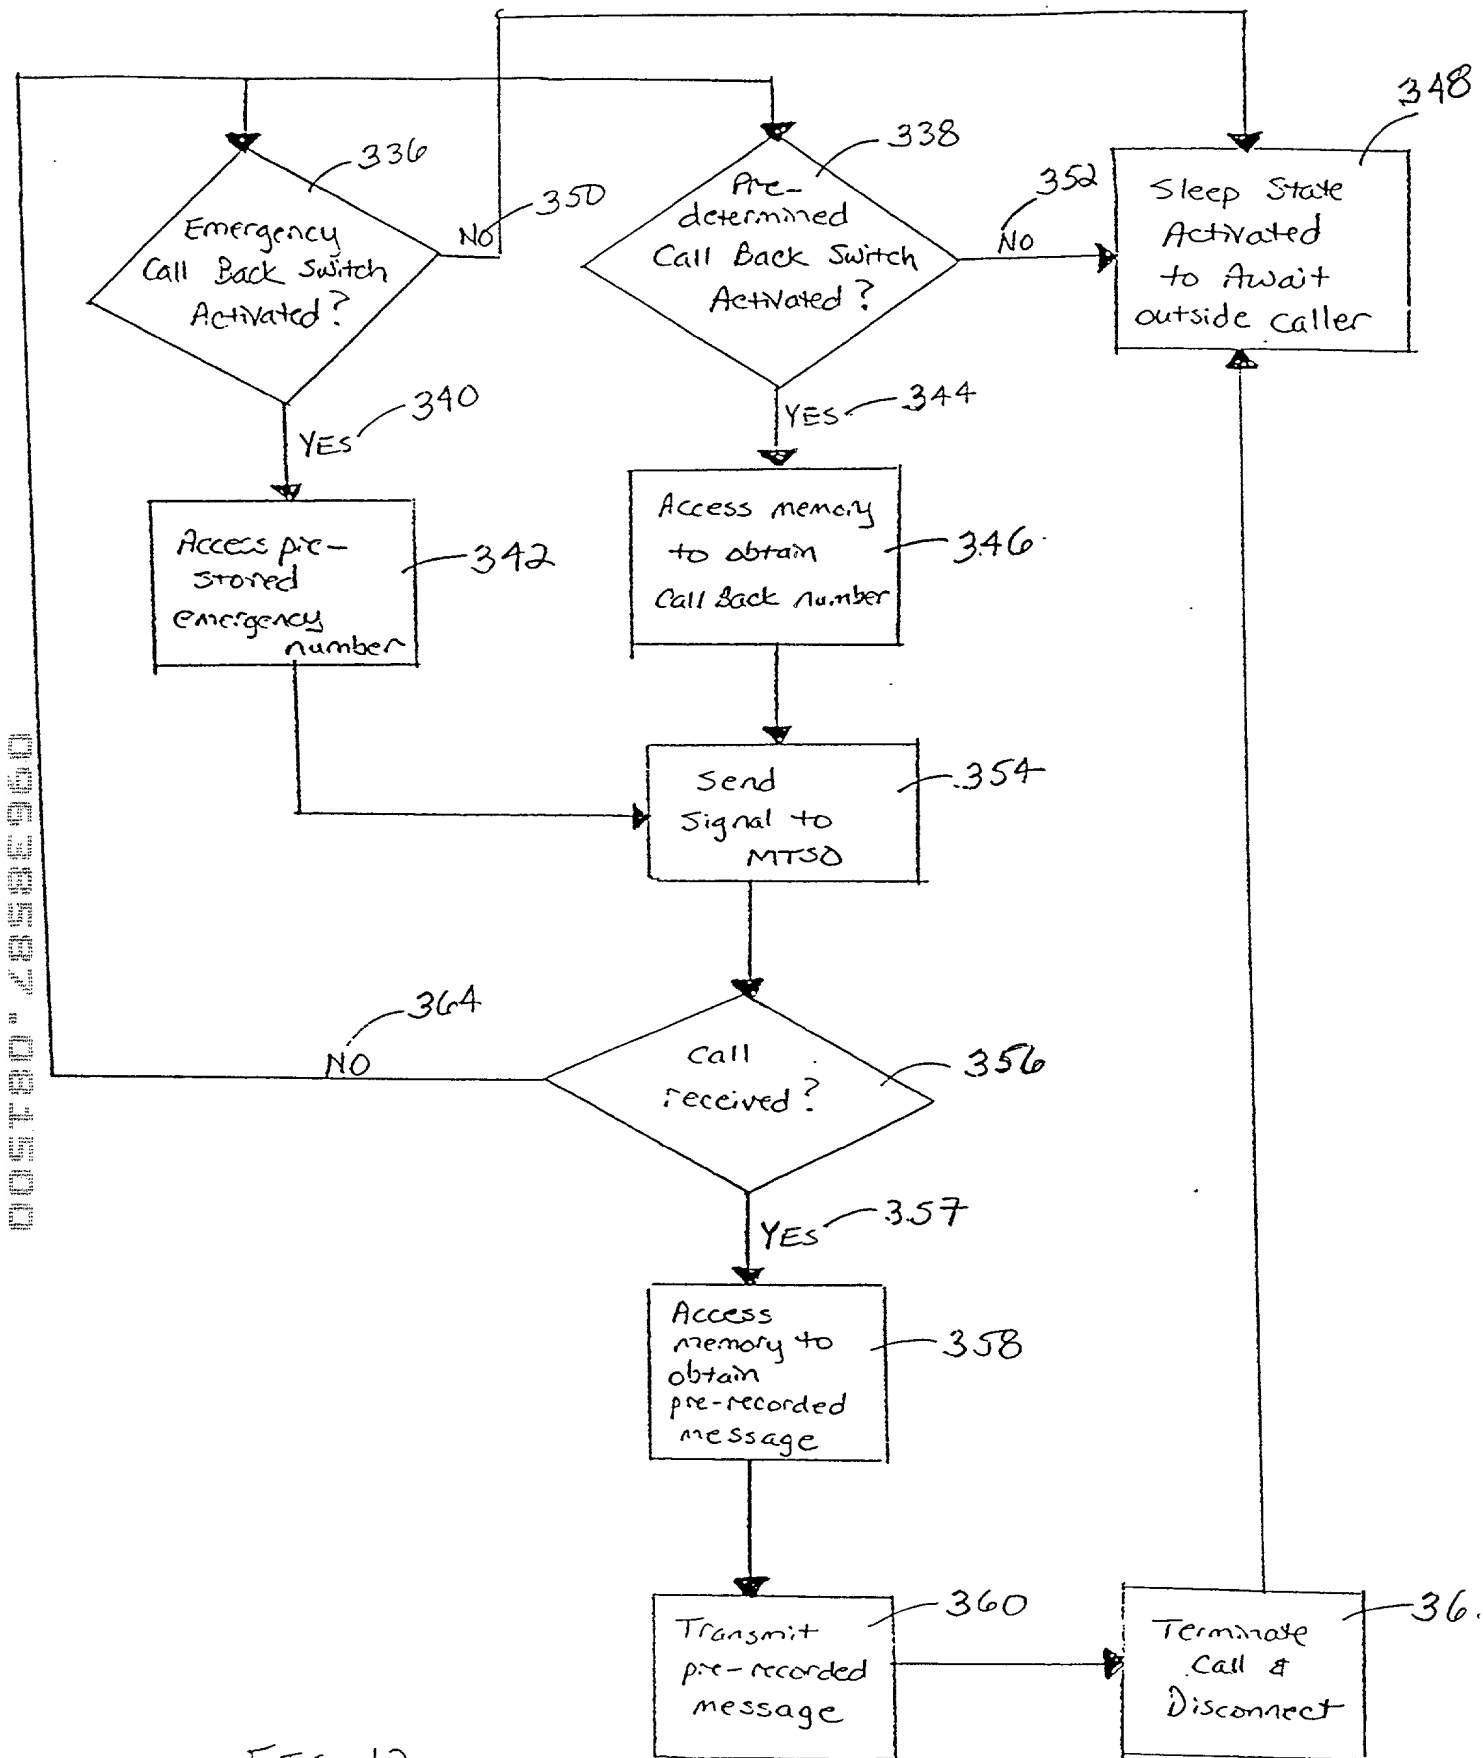 348
336
338
350
352
NO
NO
Emergency
Call Back Switch
Activated?
Pre-
determined
Call Back Switch
Activated?
Sleep State
Activated
to Await
outside caller
340
YES
344
YES
Access pre-
stored
emergency
number
342
Access memory
to obtain
Call Back number
346
Send
Signal to
MTSO
354
364
NO
Call
received?
356
357
YES
Access
memory to
obtain
pre-recorded
message
358
Transmit
pre-recorded
message
360
Terminate
Call &
Disconnect
36.
09638587.081500